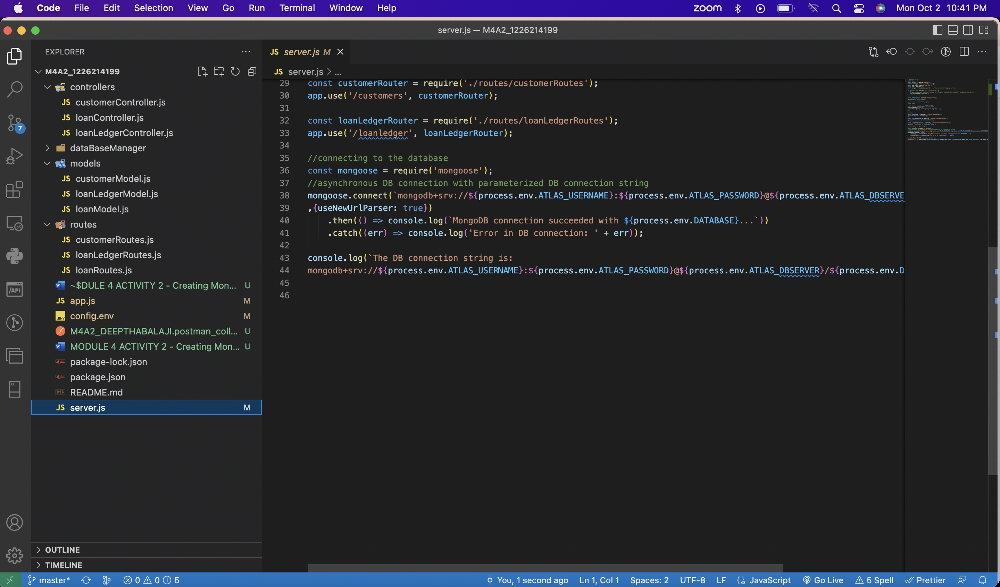 Code File Edit Selection View Go Run Terminal Window Help zoom Mon Oct 2 10:41 PM
server.js — M4A2_1226214199
EXPLORER
M4A2_1226214199
controllers
JS customerController.js
JS loanController.js
JS loanLedgerController.js
dataBaseManager
models
JS customerModel.js
JS loanLedgerModel.js
JS loanModel.js
routes
JS customerRoutes.js
JS loanLedgerRoutes.js
JS loanRoutes.js
W ~$DULE 4 ACTIVITY 2 - Creating Mon... U
JS app.js M
.ENV config.env M
M4A2_DEEPTHABALAJI.postman_coll... U
W MODULE 4 ACTIVITY 2 - Creating Mon... U
package-lock.json
package.json
M README.md
JS server.js M
OUTLINE
TIMELINE
7
/API
JS server.js M
JS server.js > ...
29 const customerRouter = require('./routes/customerRoutes');
30 app.use('/customers', customerRouter);
31
32 const loanLedgerRouter = require('./routes/loanLedgerRoutes');
33 app.use('/loanledger', loanLedgerRouter);
34
35 //connecting to the database
36 const mongoose = require('mongoose');
37 //asynchronous DB connection with parameterized DB connection string
38 mongoose.connect(`mongodb+srv://${process.env.ATLAS_USERNAME}:${process.env.ATLAS_PASSWORD}@${process.env.ATLAS_DBSERVE
39 ,{useNewUrlParser: true})
40 .then(() => console.log(`MongoDB connection succeeded with ${process.env.DATABASE}...`))
41 .catch((err) => console.log('Error in DB connection: ' + err));
42
43 console.log(`The DB connection string is:
44 mongodb+srv://${process.env.ATLAS_USERNAME}:${process.env.ATLAS_PASSWORD}@${process.env.ATLAS_DBSERVER}/${process.env.D
45
46
master* 0 0 5 You, 1 second ago Ln 1, Col 1 Spaces: 2 UTF-8 LF JavaScript Go Live 5 Spell Prettier